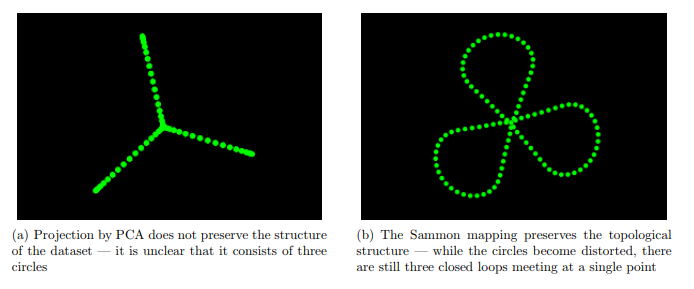 (a) Projection by PCA does not preserve the structure
of the dataset — it is unclear that it consists of three
circles
(b) The Sammon mapping preserves the topological
structure — while the circles become distorted, there
are still three closed loops meeting at a single point